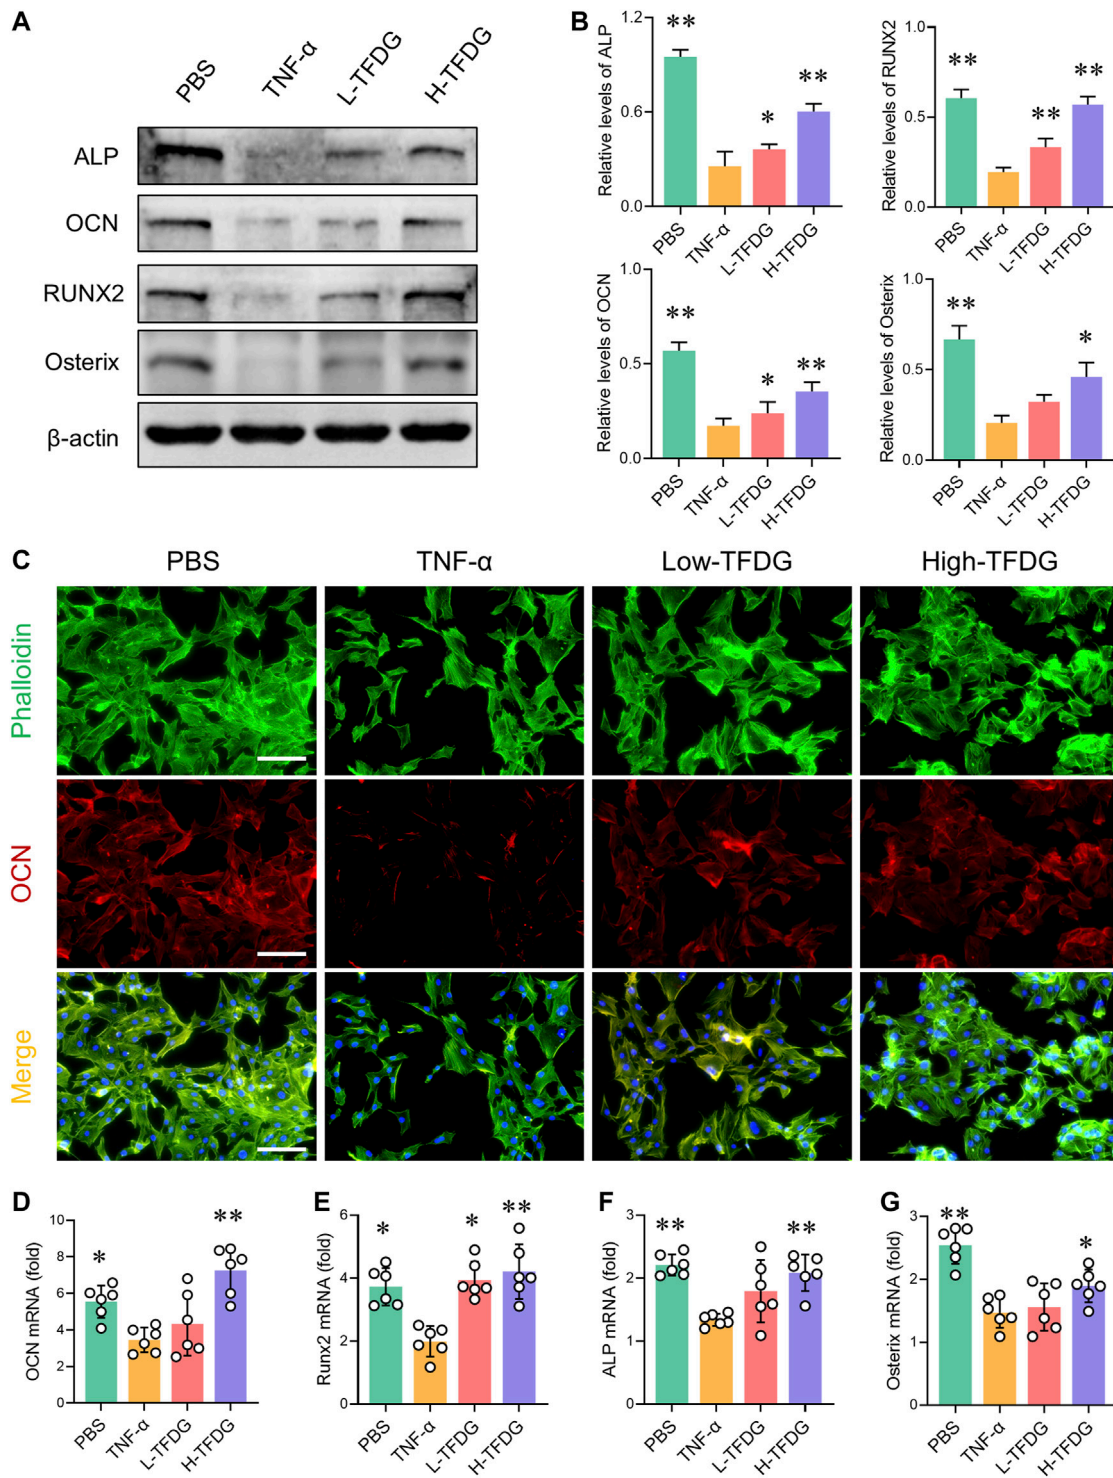 A
PBS
TNF-α
L-TFDG
H-TFDG
ALP
OCN
RUNX2
Osterix
β-actin
B
Relative levels of ALP
1.2
0.6
0.0
**
*
**
PBS
TNF-α
L-TFDG
H-TFDG
Relative levels of RUNX2
1.0
0.5
0.0
**
**
**
PBS
TNF-α
L-TFDG
H-TFDG
Relative levels of OCN
1.0
0.5
0.0
**
*
**
PBS
TNF-α
L-TFDG
H-TFDG
Relative levels of Osterix
1.0
0.5
0.0
**
*
PBS
TNF-α
L-TFDG
H-TFDG
C
PBS
TNF-α
Low-TFDG
High-TFDG
Phalloidin
OCN
Merge
D
OCN mRNA (fold)
10
8
6
4
2
0
*
**
PBS
TNF-α
L-TFDG
H-TFDG
E
Runx2 mRNA (fold)
6
4
2
0
*
*
**
PBS
TNF-α
L-TFDG
H-TFDG
F
ALP mRNA (fold)
3
2
1
0
**
**
PBS
TNF-α
L-TFDG
H-TFDG
G
Osterix mRNA (fold)
3
2
1
0
**
*
PBS
TNF-α
L-TFDG
H-TFDG